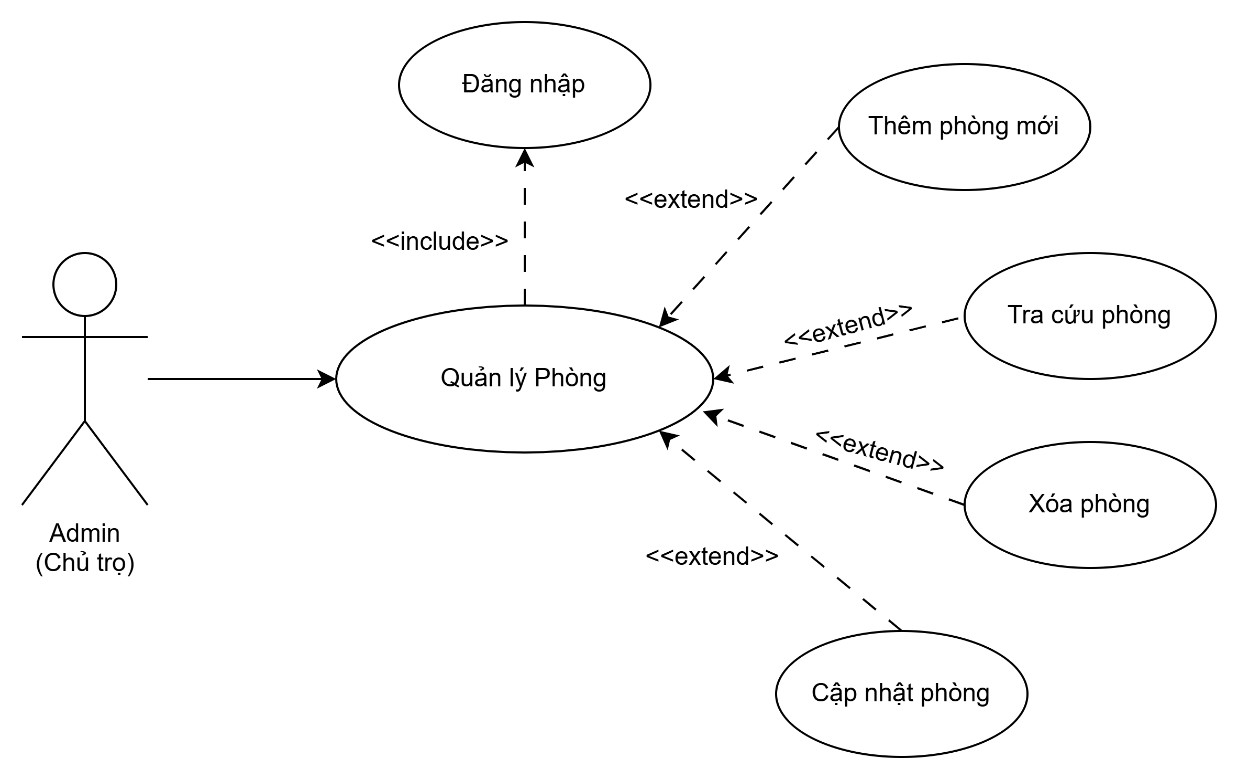 Đăng nhập
Thêm phòng mới
<<extend>>
<<include>>
Tra cứu phòng
<<extend>>
Quản lý Phòng
<<extend>>
Xóa phòng
Admin
(Chủ trọ)
<<extend>>
Cập nhật phòng